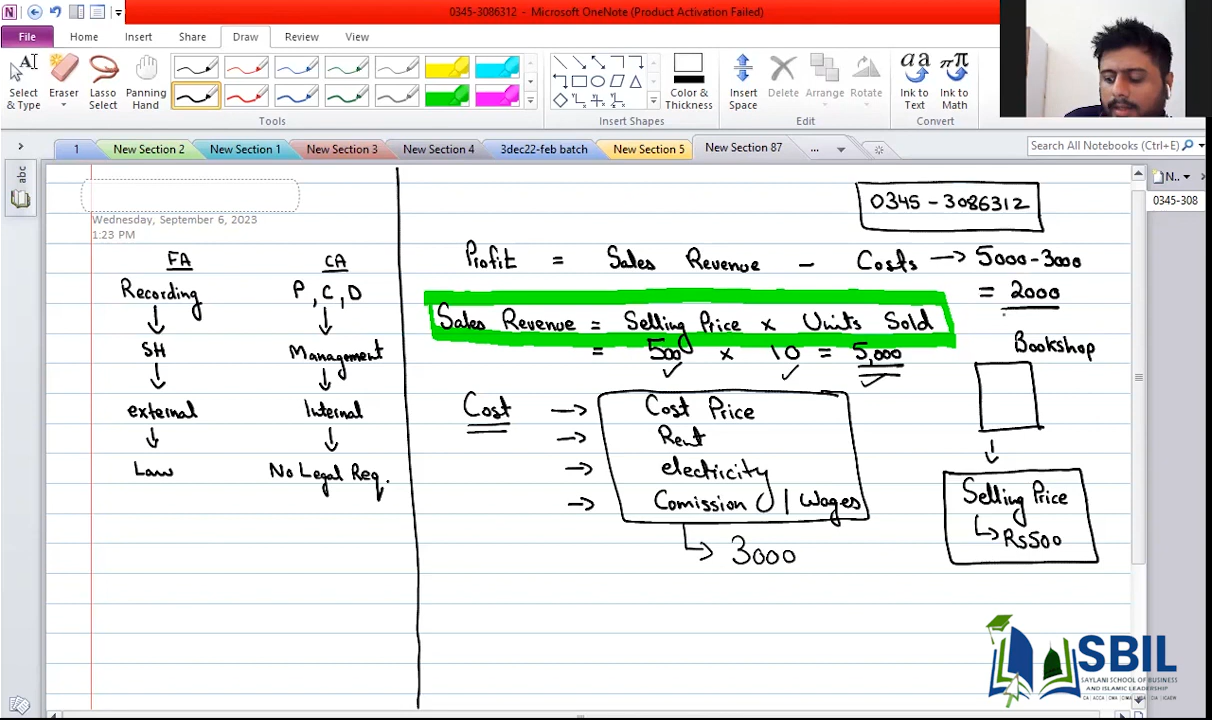 0345-3086312 - Microsoft OneNote (Product Activation Failed)
File Home Insert Share Draw Review View
Select & Type
Eraser
Lasso Select
Panning Hand
Color & Thickness
Insert Space
Delete
Arrange
Rotate
Ink to Text
Ink to Math
Tools
Insert Shapes
Edit
Convert
1
New Section 2
New Section 1
New Section 3
New Section 4
3dec22-feb batch
New Section 5
New Section 87
...
Search All Notebooks (Ctrl+E)
N..
abc
0345-308
Wednesday, September 6, 2023
1:23 PM
FA
Recording
SH
external
Law
CA
P, C, D
Management
Internal
No Legal Req.
0345-3086312
Profit = Sales Revenue - Costs → 5000-3000
= 2000
Sales Revenue = Selling Price x Units Sold
= 500 x 10 = 5,000
Bookshop
Cost → Cost Price
→ Rent
→ electricity
→ Comission | Wages
3000
Selling Price
Rs500
SBIL
SAYLANI SCHOOL OF BUSINESS
AND ISLAMIC LEADERSHIP